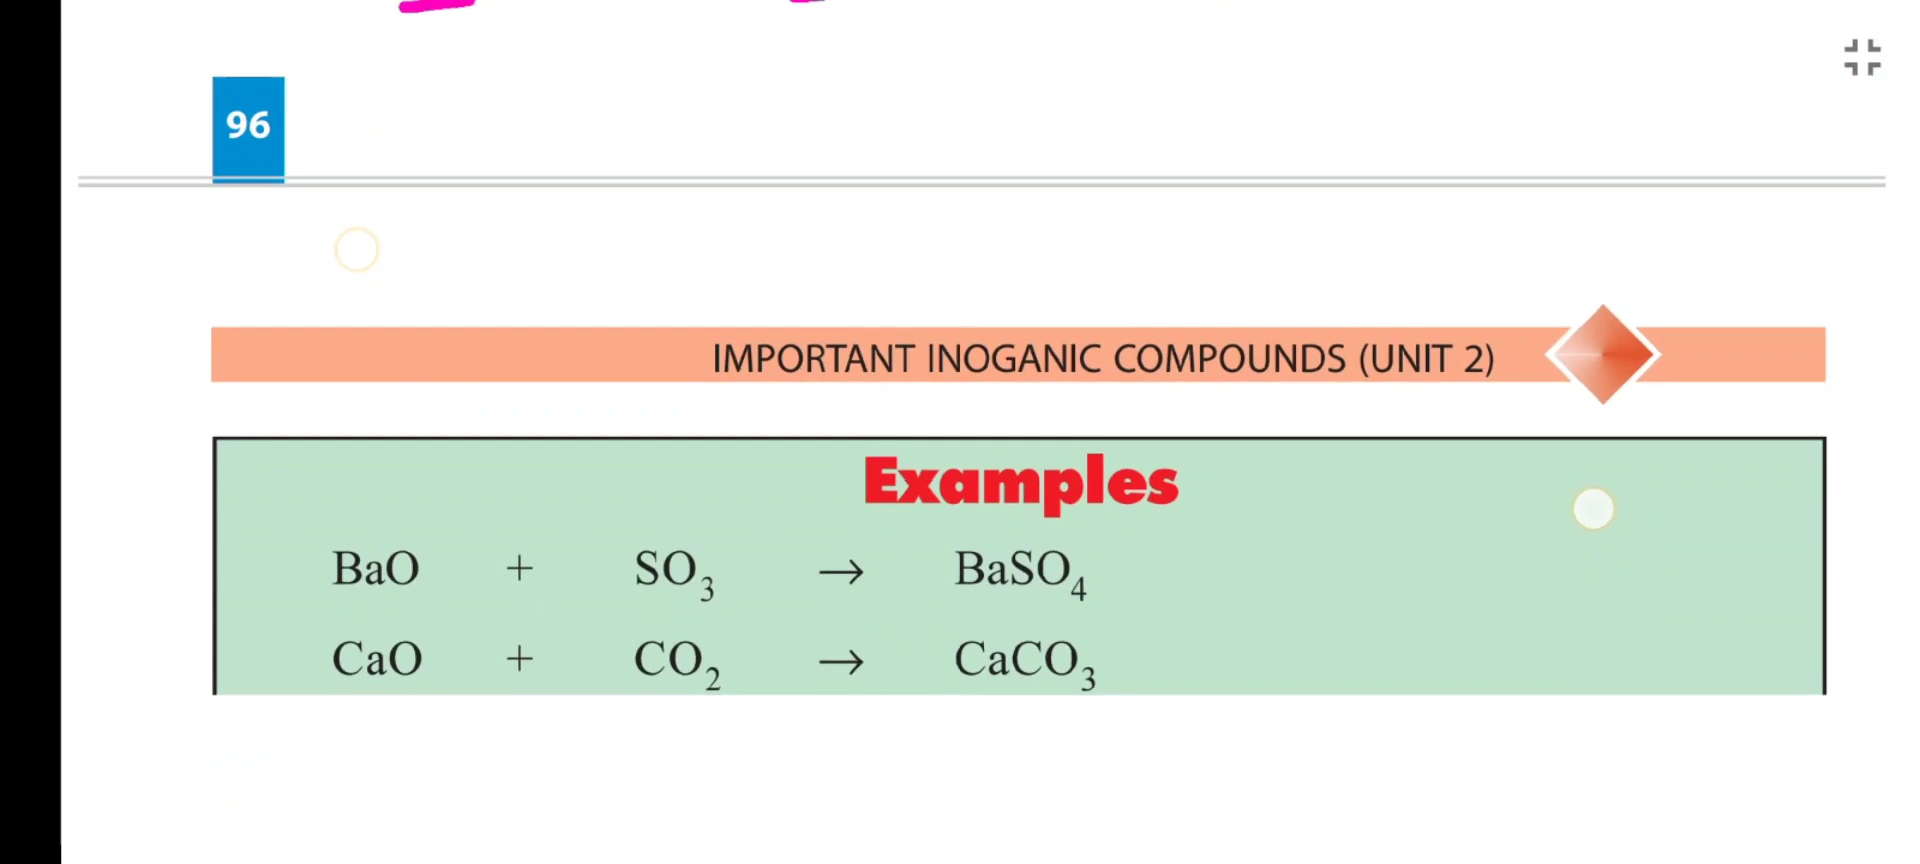 96
IMPORTANT INOGANIC COMPOUNDS (UNIT 2)
Examples
BaO + SO₃ → BaSO₄
CaO + CO₂ → CaCO₃